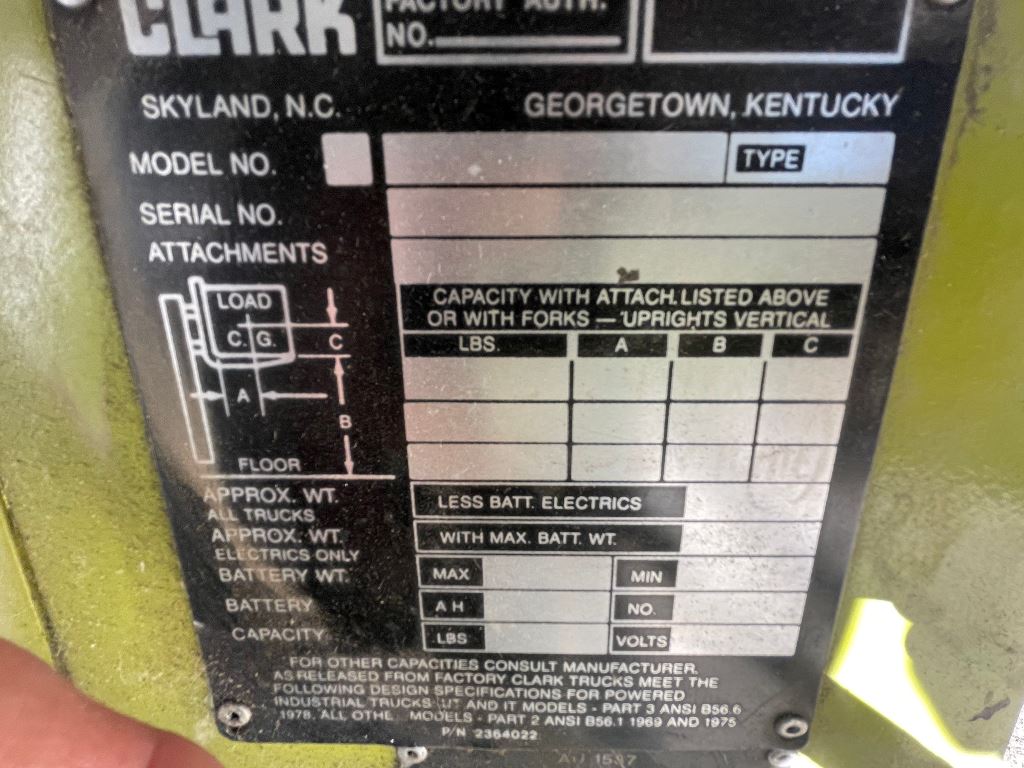 CLARK
FACTORY AUTH.
NO.
SKYLAND, N.C.
GEORGETOWN, KENTUCKY
MODEL NO.
TYPE
SERIAL NO.
ATTACHMENTS
LOAD
C. G.
C
A
B
FLOOR
CAPACITY WITH ATTACH. LISTED ABOVE
OR WITH FORKS — UPRIGHTS VERTICAL
LBS. A B C
APPROX. WT.
ALL TRUCKS
LESS BATT. ELECTRICS
APPROX. WT.
ELECTRICS ONLY
WITH MAX. BATT. WT.
BATTERY WT. MAX MIN
BATTERY A H NO.
CAPACITY LBS VOLTS
FOR OTHER CAPACITIES CONSULT MANUFACTURER.
AS RELEASED FROM FACTORY CLARK TRUCKS MEET THE
FOLLOWING DESIGN SPECIFICATIONS FOR POWERED
INDUSTRIAL TRUCKS AND IT MODELS - PART 3 ANSI B56.6
1978. ALL OTHE MODELS - PART 2 ANSI B56.1 1969 AND 1975
P/N 2364022